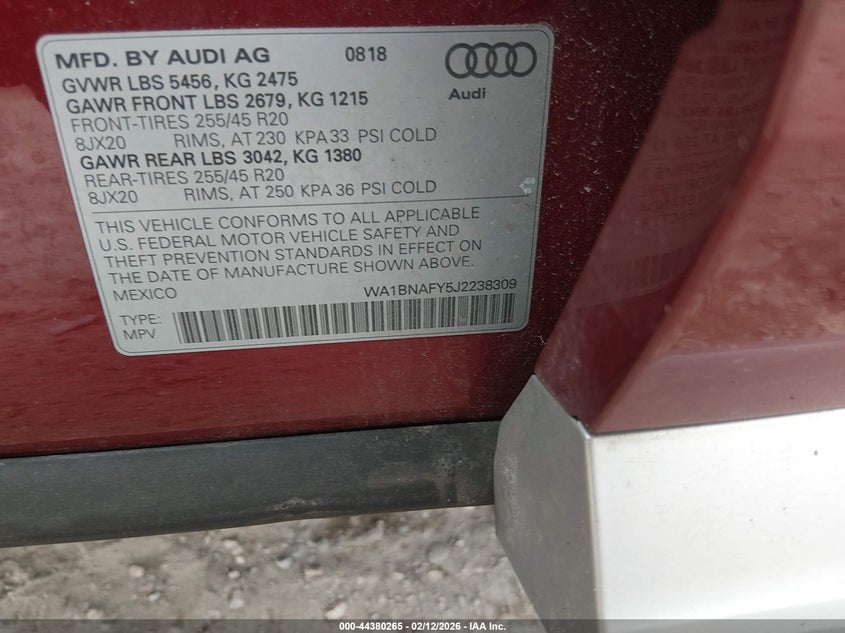 MFD. BY AUDI AG 0818
GVWR LBS 5456, KG 2475
GAWR FRONT LBS 2679, KG 1215
Audi
FRONT-TIRES 255/45 R20
8JX20 RIMS, AT 230 KPA 33 PSI COLD
GAWR REAR LBS 3042, KG 1380
REAR-TIRES 255/45 R20
8JX20 RIMS, AT 250 KPA 36 PSI COLD
THIS VEHICLE CONFORMS TO ALL APPLICABLE
U.S. FEDERAL MOTOR VEHICLE SAFETY AND
THEFT PREVENTION STANDARDS IN EFFECT ON
THE DATE OF MANUFACTURE SHOWN ABOVE.
MEXICO WA1BNAFY5J2238309
TYPE:
MPV
000-44380265 - 02/12/2026 - IAA Inc.